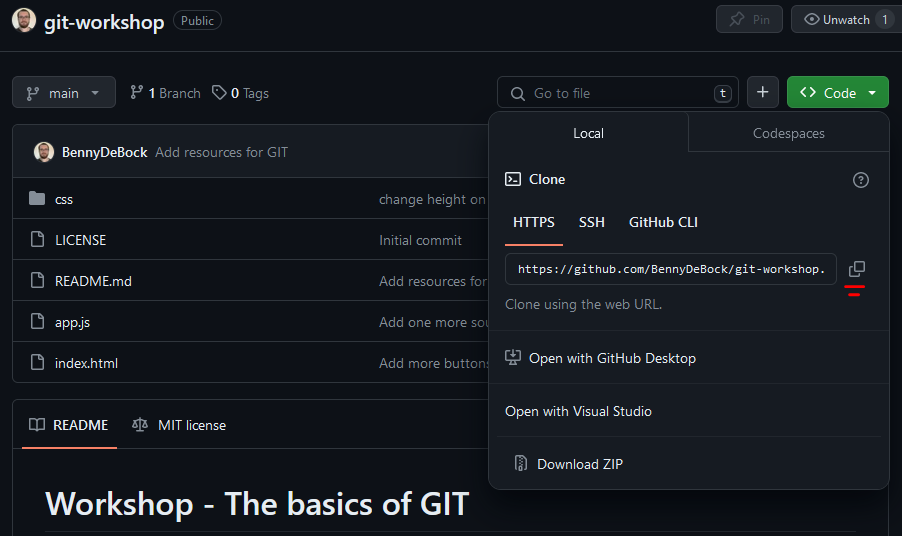 git-workshop Public
Pin
Unwatch 1
main
1 Branch
0 Tags
Go to file t
Code
Local
Codespaces
BennyDeBock Add resources for GIT
Clone
css change height on
HTTPS SSH GitHub CLI
LICENSE Initial commit
https://github.com/BennyDeBock/git-workshop.
README.md Add resources for
Clone using the web URL.
app.js Add one more sou
Open with GitHub Desktop
index.html Add more buttons
Open with Visual Studio
README MIT license
Download ZIP
Workshop - The basics of GIT